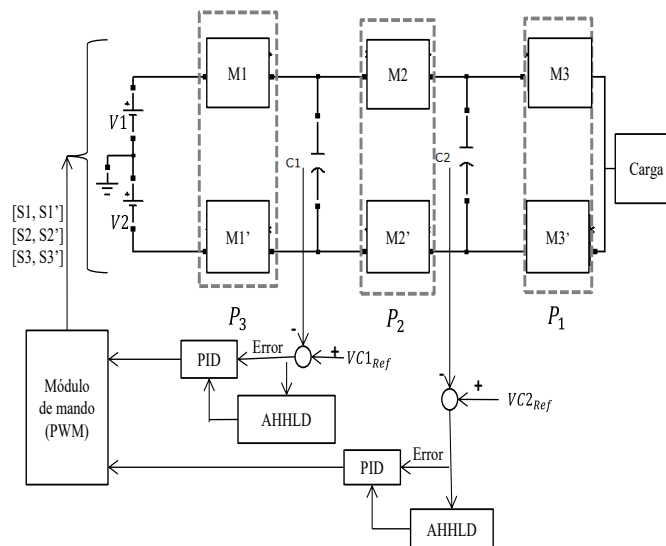 M1
M2
M3
V1
C1
C2
Carga
V2
[S1, S1’]
[S2, S2’]
[S3, S3’]
M1’
M2’
M3’
P3
P2
P1
Módulo
de mando
(PWM)
PID
Error
- + VC1Ref
AHHLD
- + VC2Ref
PID
Error
AHHLD